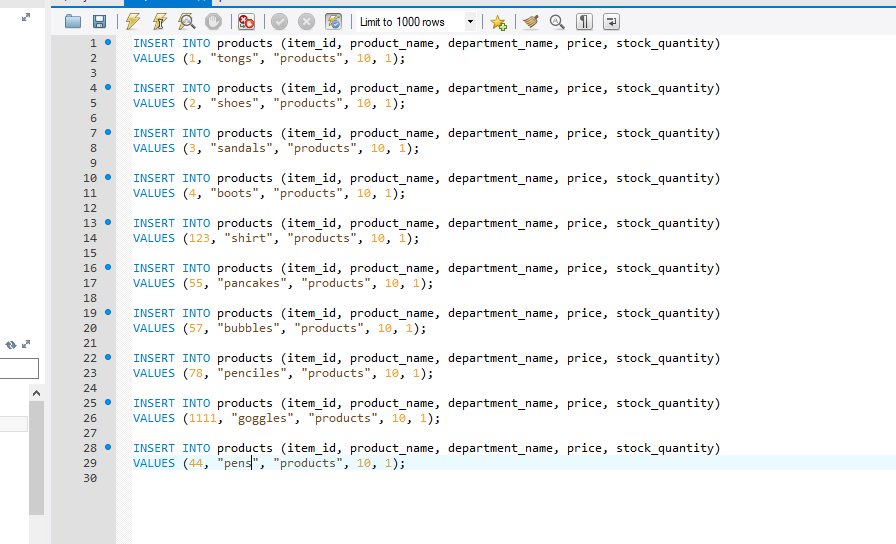 Limit to 1000 rows
1 INSERT INTO products (item_id, product_name, department_name, price, stock_quantity)
2 VALUES (1, "tongs", "products", 10, 1);
3
4 INSERT INTO products (item_id, product_name, department_name, price, stock_quantity)
5 VALUES (2, "shoes", "products", 10, 1);
6
7 INSERT INTO products (item_id, product_name, department_name, price, stock_quantity)
8 VALUES (3, "sandals", "products", 10, 1);
9
10 INSERT INTO products (item_id, product_name, department_name, price, stock_quantity)
11 VALUES (4, "boots", "products", 10, 1);
12
13 INSERT INTO products (item_id, product_name, department_name, price, stock_quantity)
14 VALUES (123, "shirt", "products", 10, 1);
15
16 INSERT INTO products (item_id, product_name, department_name, price, stock_quantity)
17 VALUES (55, "pancakes", "products", 10, 1);
18
19 INSERT INTO products (item_id, product_name, department_name, price, stock_quantity)
20 VALUES (57, "bubbles", "products", 10, 1);
21
22 INSERT INTO products (item_id, product_name, department_name, price, stock_quantity)
23 VALUES (78, "penciles", "products", 10, 1);
24
25 INSERT INTO products (item_id, product_name, department_name, price, stock_quantity)
26 VALUES (1111, "goggles", "products", 10, 1);
27
28 INSERT INTO products (item_id, product_name, department_name, price, stock_quantity)
29 VALUES (44, "pens", "products", 10, 1);
30